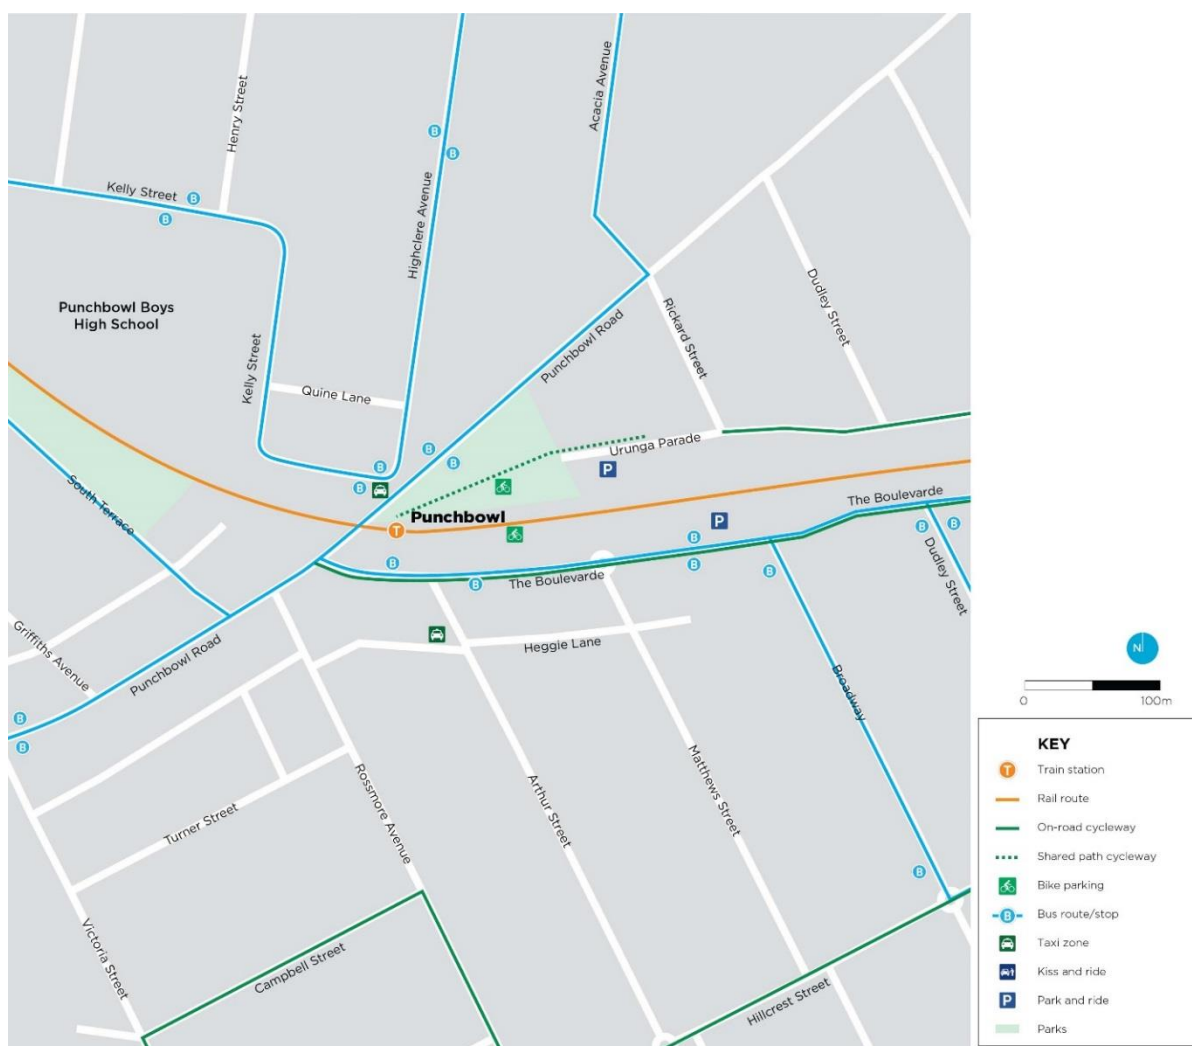 Acacia Avenue
Henry Street
B
B
Kelly Street
B
B
Highclere Avenue
Punchbowl Boys
High School
Dudley Street
Rickard Street
Punchbowl Road
Kelly Street
Quine Lane
Urunga Parade
B
B
B
B
P
South Terrace
The Boulevarde
Punchbowl
T
P
B
B
B
B
B
B
B
The Boulevarde
Dudley Street
Griffiths Avenue
Punchbowl Road
Heggie Lane
N
0
100m
Broadway
B
B
Matthews Street
Rossmore Avenue
Arthur Street
Turner Street
B
Victoria Street
Campbell Street
Hillcrest Street
KEY
T Train station
Rail route
On-road cycleway
Shared path cycleway
Bike parking
B Bus route/stop
Taxi zone
Kiss and ride
P Park and ride
Parks